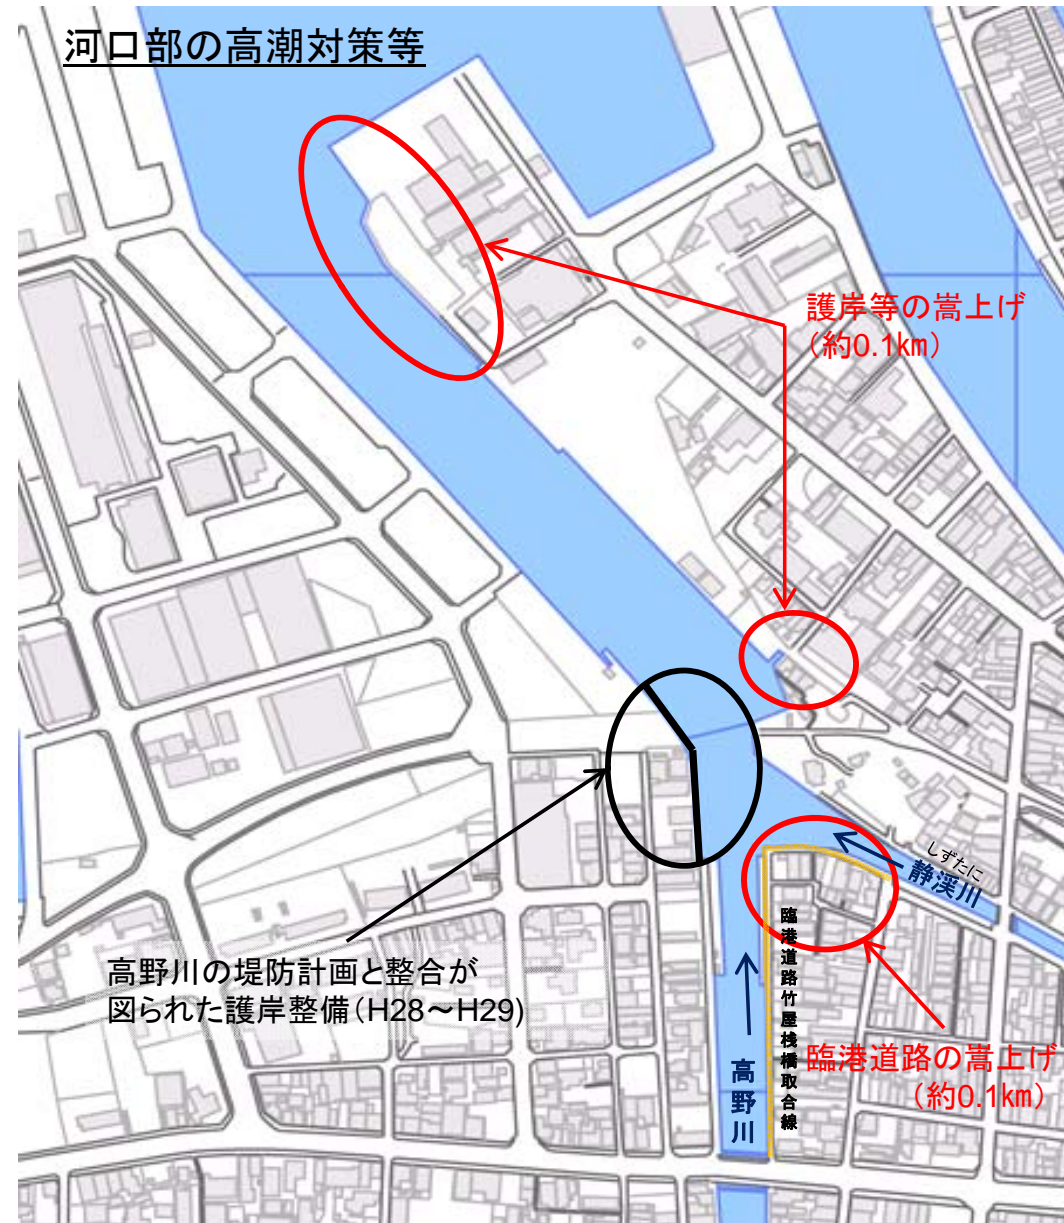 河口部の高潮対策等
護岸等の嵩上げ
（約0.1km）
しずたに
静渓川
臨港道路竹屋桟橋取合線
高野川の堤防計画と整合が
図られた護岸整備（H28～H29）
高野川
臨港道路の嵩上げ
（約0.1km）